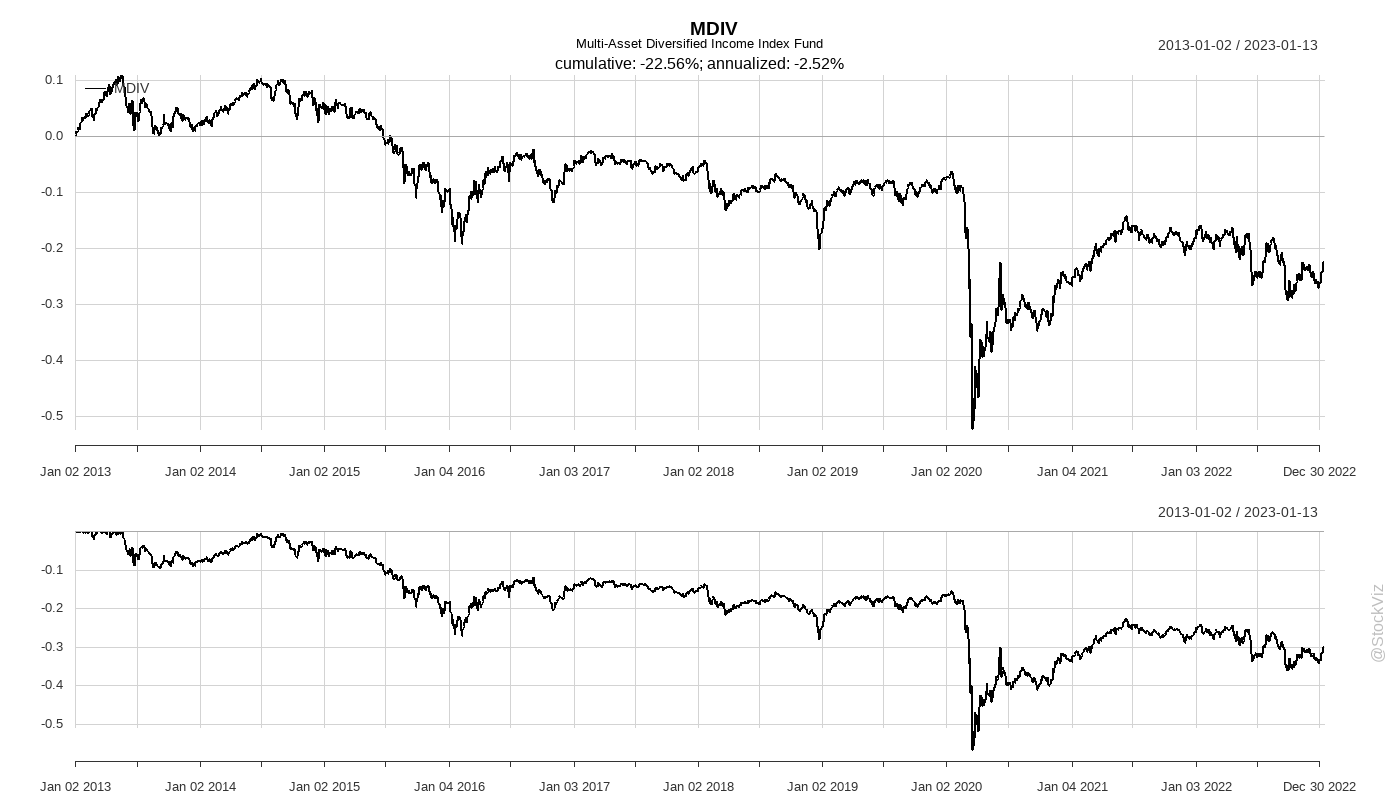 MDIV
Multi-Asset Diversified Income Index Fund
cumulative: -22.56%; annualized: -2.52%
2013-01-02 / 2023-01-13
MDIV
0.1
0.0
-0.1
-0.2
-0.3
-0.4
-0.5
Jan 02 2013 Jan 02 2014 Jan 02 2015 Jan 04 2016 Jan 03 2017 Jan 02 2018 Jan 02 2019 Jan 02 2020 Jan 04 2021 Jan 03 2022 Dec 30 2022
2013-01-02 / 2023-01-13
-0.1
-0.2
-0.3
-0.4
-0.5
Jan 02 2013 Jan 02 2014 Jan 02 2015 Jan 04 2016 Jan 03 2017 Jan 02 2018 Jan 02 2019 Jan 02 2020 Jan 04 2021 Jan 03 2022 Dec 30 2022
@StockViz